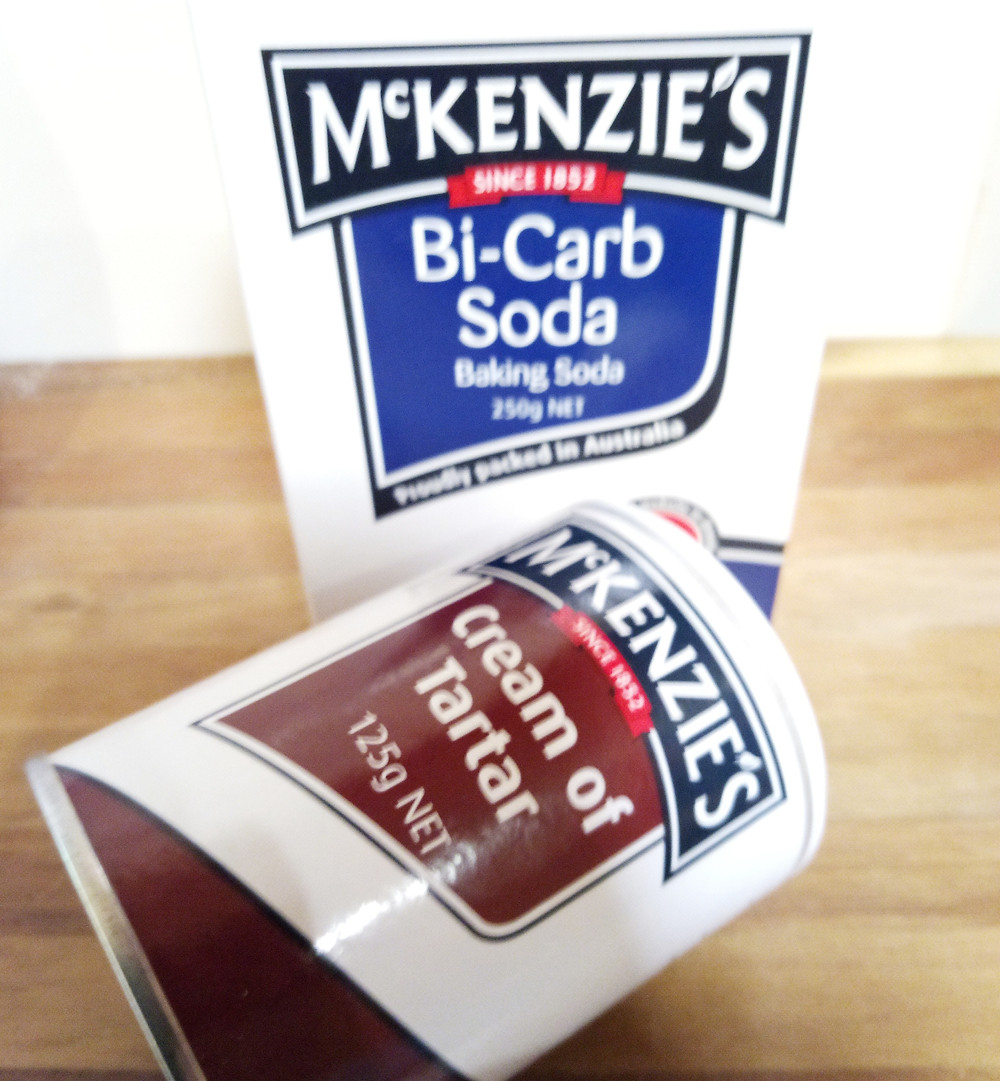 McKENZIE'S
SINCE 1852
Bi-Carb
Soda
Baking Soda
250g NET
Proudly packed in Australia
McKENZIE'S
SINCE 1852
Cream of
Tartar
125g NET